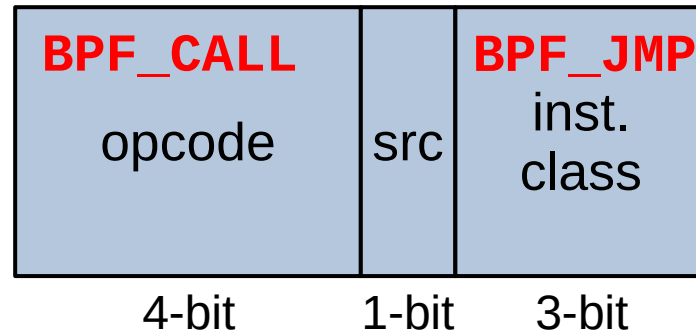 BPF_CALL BPF_JMP
opcode src inst.
class
4-bit 1-bit 3-bit